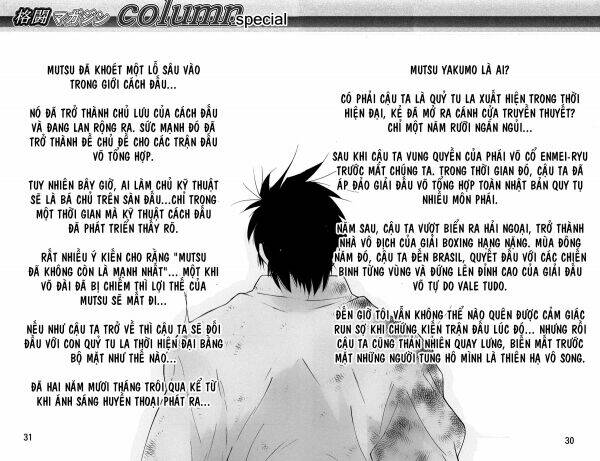 格闘マガジン column special
MUTSU YAKUMO LÀ AI?
CÓ PHẢI CẬU TA LÀ QUỶ TU LA XUẤT HIỆN TRONG THỜI
HIỆN ĐẠI, KẺ ĐÃ MỞ RA CÁNH CỬA TRUYỀN THUYẾT?
CHỈ MỘT NĂM RƯỠI NGẮN NGỦI...
SAU KHI CẬU TA VUNG QUYỀN CỦA PHÁI VÕ CỔ ENMEI-RYU
TRƯỚC MẮT CHÚNG TA. TRONG THỜI GIAN ĐÓ, CẬU TA ĐÃ
ÁP ĐẢO GIẢI ĐẤU VÕ TỔNG HỢP TOÀN NHẬT BẢN QUY TỤ
NHIỀU MÔN PHÁI.
NĂM SAU, CẬU TA VƯỢT BIỂN RA HẢI NGOẠI, TRỞ THÀNH
NHÀ VÔ ĐỊCH CỦA GIẢI BOXING HẠNG NẶNG. MÙA ĐÔNG
NĂM ĐÓ, CẬU TA ĐẾN BRASIL, QUYẾT ĐẤU VỚI CÁC CHIẾN
BINH TỪNG VÙNG VÀ ĐỨNG LÊN ĐỈNH CAO CỦA GIẢI ĐẤU
VÕ TỰ DO VALE TUDO.
ĐẾN GIỜ TÔI VẪN KHÔNG THỂ NÀO QUÊN ĐƯỢC CẢM GIÁC
RUN SỢ KHI CHỨNG KIẾN TRẬN ĐẤU LÚC ĐÓ... NHƯNG RỒI
CẬU TA CŨNG THẢN NHIÊN QUAY LƯNG, BIẾN MẤT TRƯỚC
MẶT NHỮNG NGƯỜI TUNG HÔ MÌNH LÀ THIÊN HẠ VÔ SONG.
30
MUTSU ĐÃ KHOÉT MỘT LỖ SÂU VÀO
TRONG GIỚI CÁCH ĐẤU...
NÓ ĐÃ TRỞ THÀNH CHỦ LƯU CỦA CÁCH ĐẤU
VÀ ĐANG LAN RỘNG RA. SỨC MẠNH ĐÓ ĐÃ
TRỞ THÀNH ĐỀ CHỦ ĐỀ CHO CÁC TRẬN ĐẤU
VÕ TỔNG HỢP.
TUY NHIÊN BÂY GIỜ, AI LÀM CHỦ KỸ THUẬT
SẼ LÀ BÁ CHỦ TRÊN SÂN ĐẤU...CHỈ TRONG
MỘT THỜI GIAN MÀ KỸ THUẬT CÁCH ĐẤU
ĐÃ PHÁT TRIỂN THẤY RÕ.
RẤT NHIỀU Ý KIẾN CHO RẰNG "MUTSU
ĐÃ KHÔNG CÒN LÀ MẠNH NHẤT"... MỘT KHI
VÕ ĐÀI ĐÃ BỊ CHIẾM THÌ LỢI THẾ CỦA
MUTSU SẼ MẤT ĐI...
NẾU NHƯ CẬU TA TRỞ VỀ THÌ CẬU TA SẼ ĐỐI
ĐẦU VỚI CON QUỶ TU LA THỜI HIỆN ĐẠI BẰNG
BỘ MẶT NHƯ THẾ NÀO...
ĐÃ HAI NĂM MƯƠI THÁNG TRÔI QUA KỂ TỪ
KHI ÁNH SÁNG HUYỀN THOẠI PHÁT RA...
31